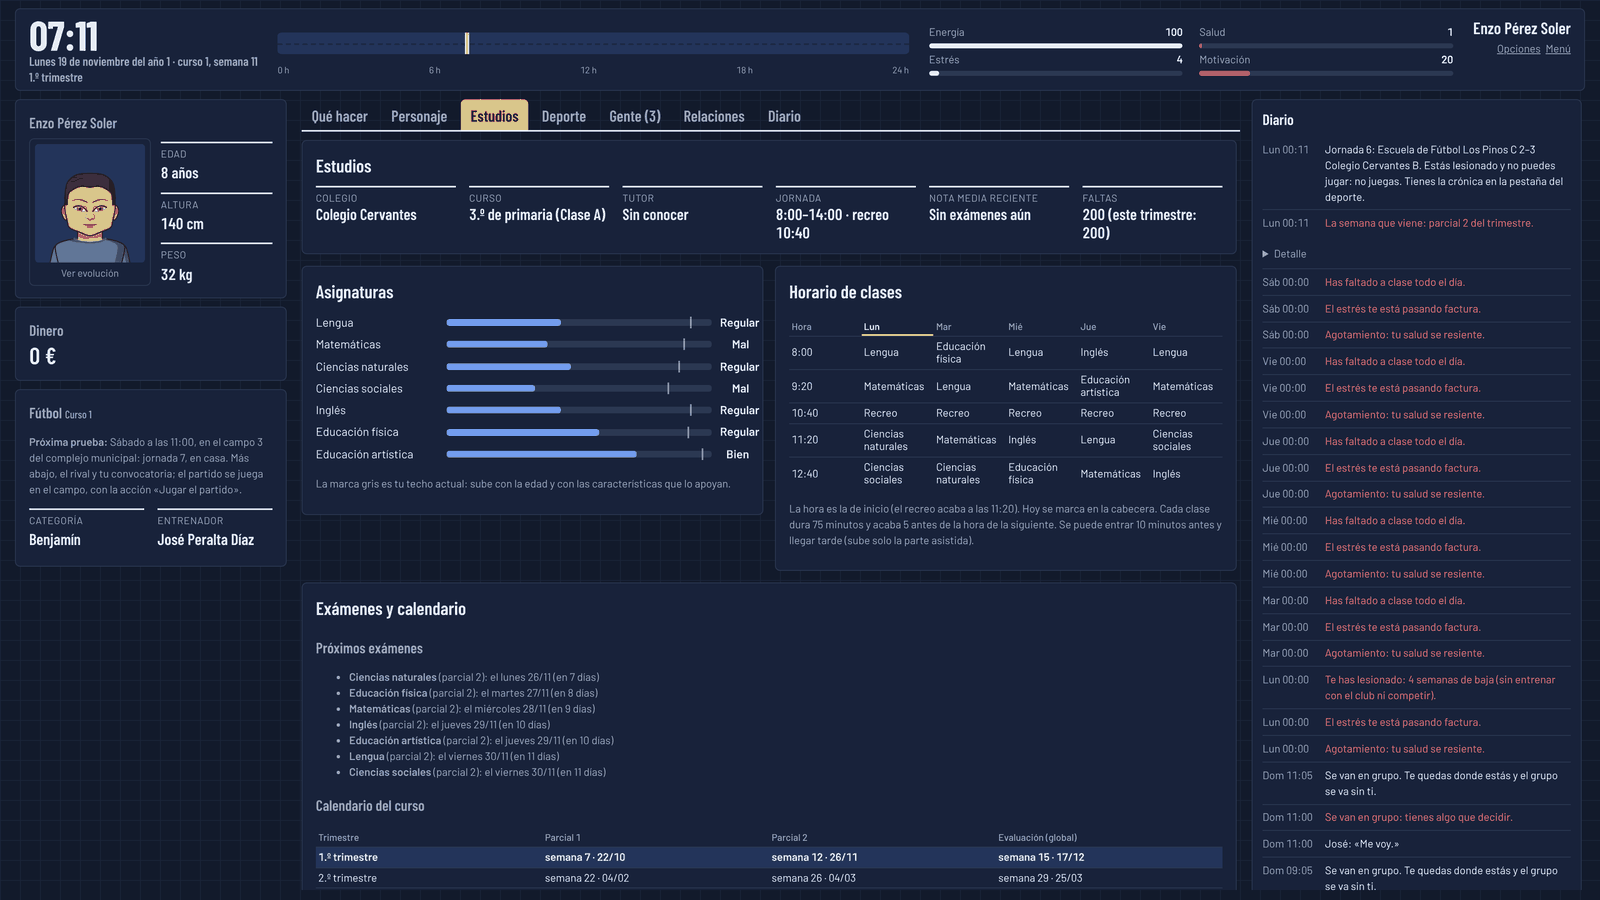 07:11
Lunes 19 de noviembre del año 1 · curso 1, semana 11
1.º trimestre
0 h
6 h
12 h
18 h
24 h
Energía 100
Estrés 4
Salud 1
Motivación 20
Enzo Pérez Soler
Opciones Menú
Enzo Pérez Soler
Ver evolución
EDAD
8 años
ALTURA
140 cm
PESO
32 kg
Dinero
0 €
Fútbol Curso 1
Próxima prueba: Sábado a las 11:00, en el campo 3
del complejo municipal: jornada 7, en casa. Más
abajo, el rival y tu convocatoria; el partido se juega
en el campo, con la acción «Jugar el partido».
CATEGORÍA
Benjamín
ENTRENADOR
José Peralta Díaz
Qué hacer
Personaje
Estudios
Deporte
Gente (3)
Relaciones
Diario
Estudios
COLEGIO
Colegio Cervantes
CURSO
3.º de primaria (Clase A)
TUTOR
Sin conocer
JORNADA
8:00–14:00 · recreo
10:40
NOTA MEDIA RECIENTE
Sin exámenes aún
FALTAS
200 (este trimestre:
200)
Asignaturas
Lengua Regular
Matemáticas Mal
Ciencias naturales Regular
Ciencias sociales Mal
Inglés Regular
Educación física Regular
Educación artística Bien
La marca gris es tu techo actual: sube con la edad y con las características que lo apoyan.
Horario de clases
Hora Lun Mar Mié Jue Vie
8:00 Lengua Educación física Lengua Inglés Lengua
9:20 Matemáticas Lengua Matemáticas Educación artística Matemáticas
10:40 Recreo Recreo Recreo Recreo Recreo
11:20 Ciencias naturales Matemáticas Inglés Lengua Ciencias sociales
12:40 Ciencias sociales Ciencias naturales Educación física Matemáticas Inglés
La hora es la de inicio (el recreo acaba a las 11:20). Hoy se marca en la cabecera. Cada clase
dura 75 minutos y acaba 5 antes de la hora de la siguiente. Se puede entrar 10 minutos antes y
llegar tarde (sube solo la parte asistida).
Exámenes y calendario
Próximos exámenes
• Ciencias naturales (parcial 2): el lunes 26/11 (en 7 días)
• Educación física (parcial 2): el martes 27/11 (en 8 días)
• Matemáticas (parcial 2): el miércoles 28/11 (en 9 días)
• Inglés (parcial 2): el jueves 29/11 (en 10 días)
• Educación artística (parcial 2): el jueves 29/11 (en 10 días)
• Lengua (parcial 2): el viernes 30/11 (en 11 días)
• Ciencias sociales (parcial 2): el viernes 30/11 (en 11 días)
Calendario del curso
Trimestre Parcial 1 Parcial 2 Evaluación (global)
1.º trimestre semana 7 · 22/10 semana 12 · 26/11 semana 15 · 17/12
2.º trimestre semana 22 · 04/02 semana 26 · 04/03 semana 29 · 25/03
Diario
Lun 00:11 Jornada 6: Escuela de Fútbol Los Pinos C 2–3
Colegio Cervantes B. Estás lesionado y no puedes
jugar: no juegas. Tienes la crónica en la pestaña del
deporte.
Lun 00:11 La semana que viene: parcial 2 del trimestre.
▶ Detalle
Sáb 00:00 Has faltado a clase todo el día.
Sáb 00:00 El estrés te está pasando factura.
Sáb 00:00 Agotamiento: tu salud se resiente.
Vie 00:00 Has faltado a clase todo el día.
Vie 00:00 El estrés te está pasando factura.
Vie 00:00 Agotamiento: tu salud se resiente.
Jue 00:00 Has faltado a clase todo el día.
Jue 00:00 El estrés te está pasando factura.
Jue 00:00 Agotamiento: tu salud se resiente.
Mié 00:00 Has faltado a clase todo el día.
Mié 00:00 El estrés te está pasando factura.
Mié 00:00 Agotamiento: tu salud se resiente.
Mar 00:00 Has faltado a clase todo el día.
Mar 00:00 El estrés te está pasando factura.
Mar 00:00 Agotamiento: tu salud se resiente.
Lun 00:00 Te has lesionado: 4 semanas de baja (sin entrenar
con el club ni competir).
Lun 00:00 El estrés te está pasando factura.
Lun 00:00 Agotamiento: tu salud se resiente.
Dom 11:05 Se van en grupo. Te quedas donde estás y el grupo
se va sin ti.
Dom 11:00 Se van en grupo: tienes algo que decidir.
Dom 11:00 José: «Me voy.»
Dom 09:05 Se van en grupo. Te quedas donde estás y el grupo
se va sin ti.